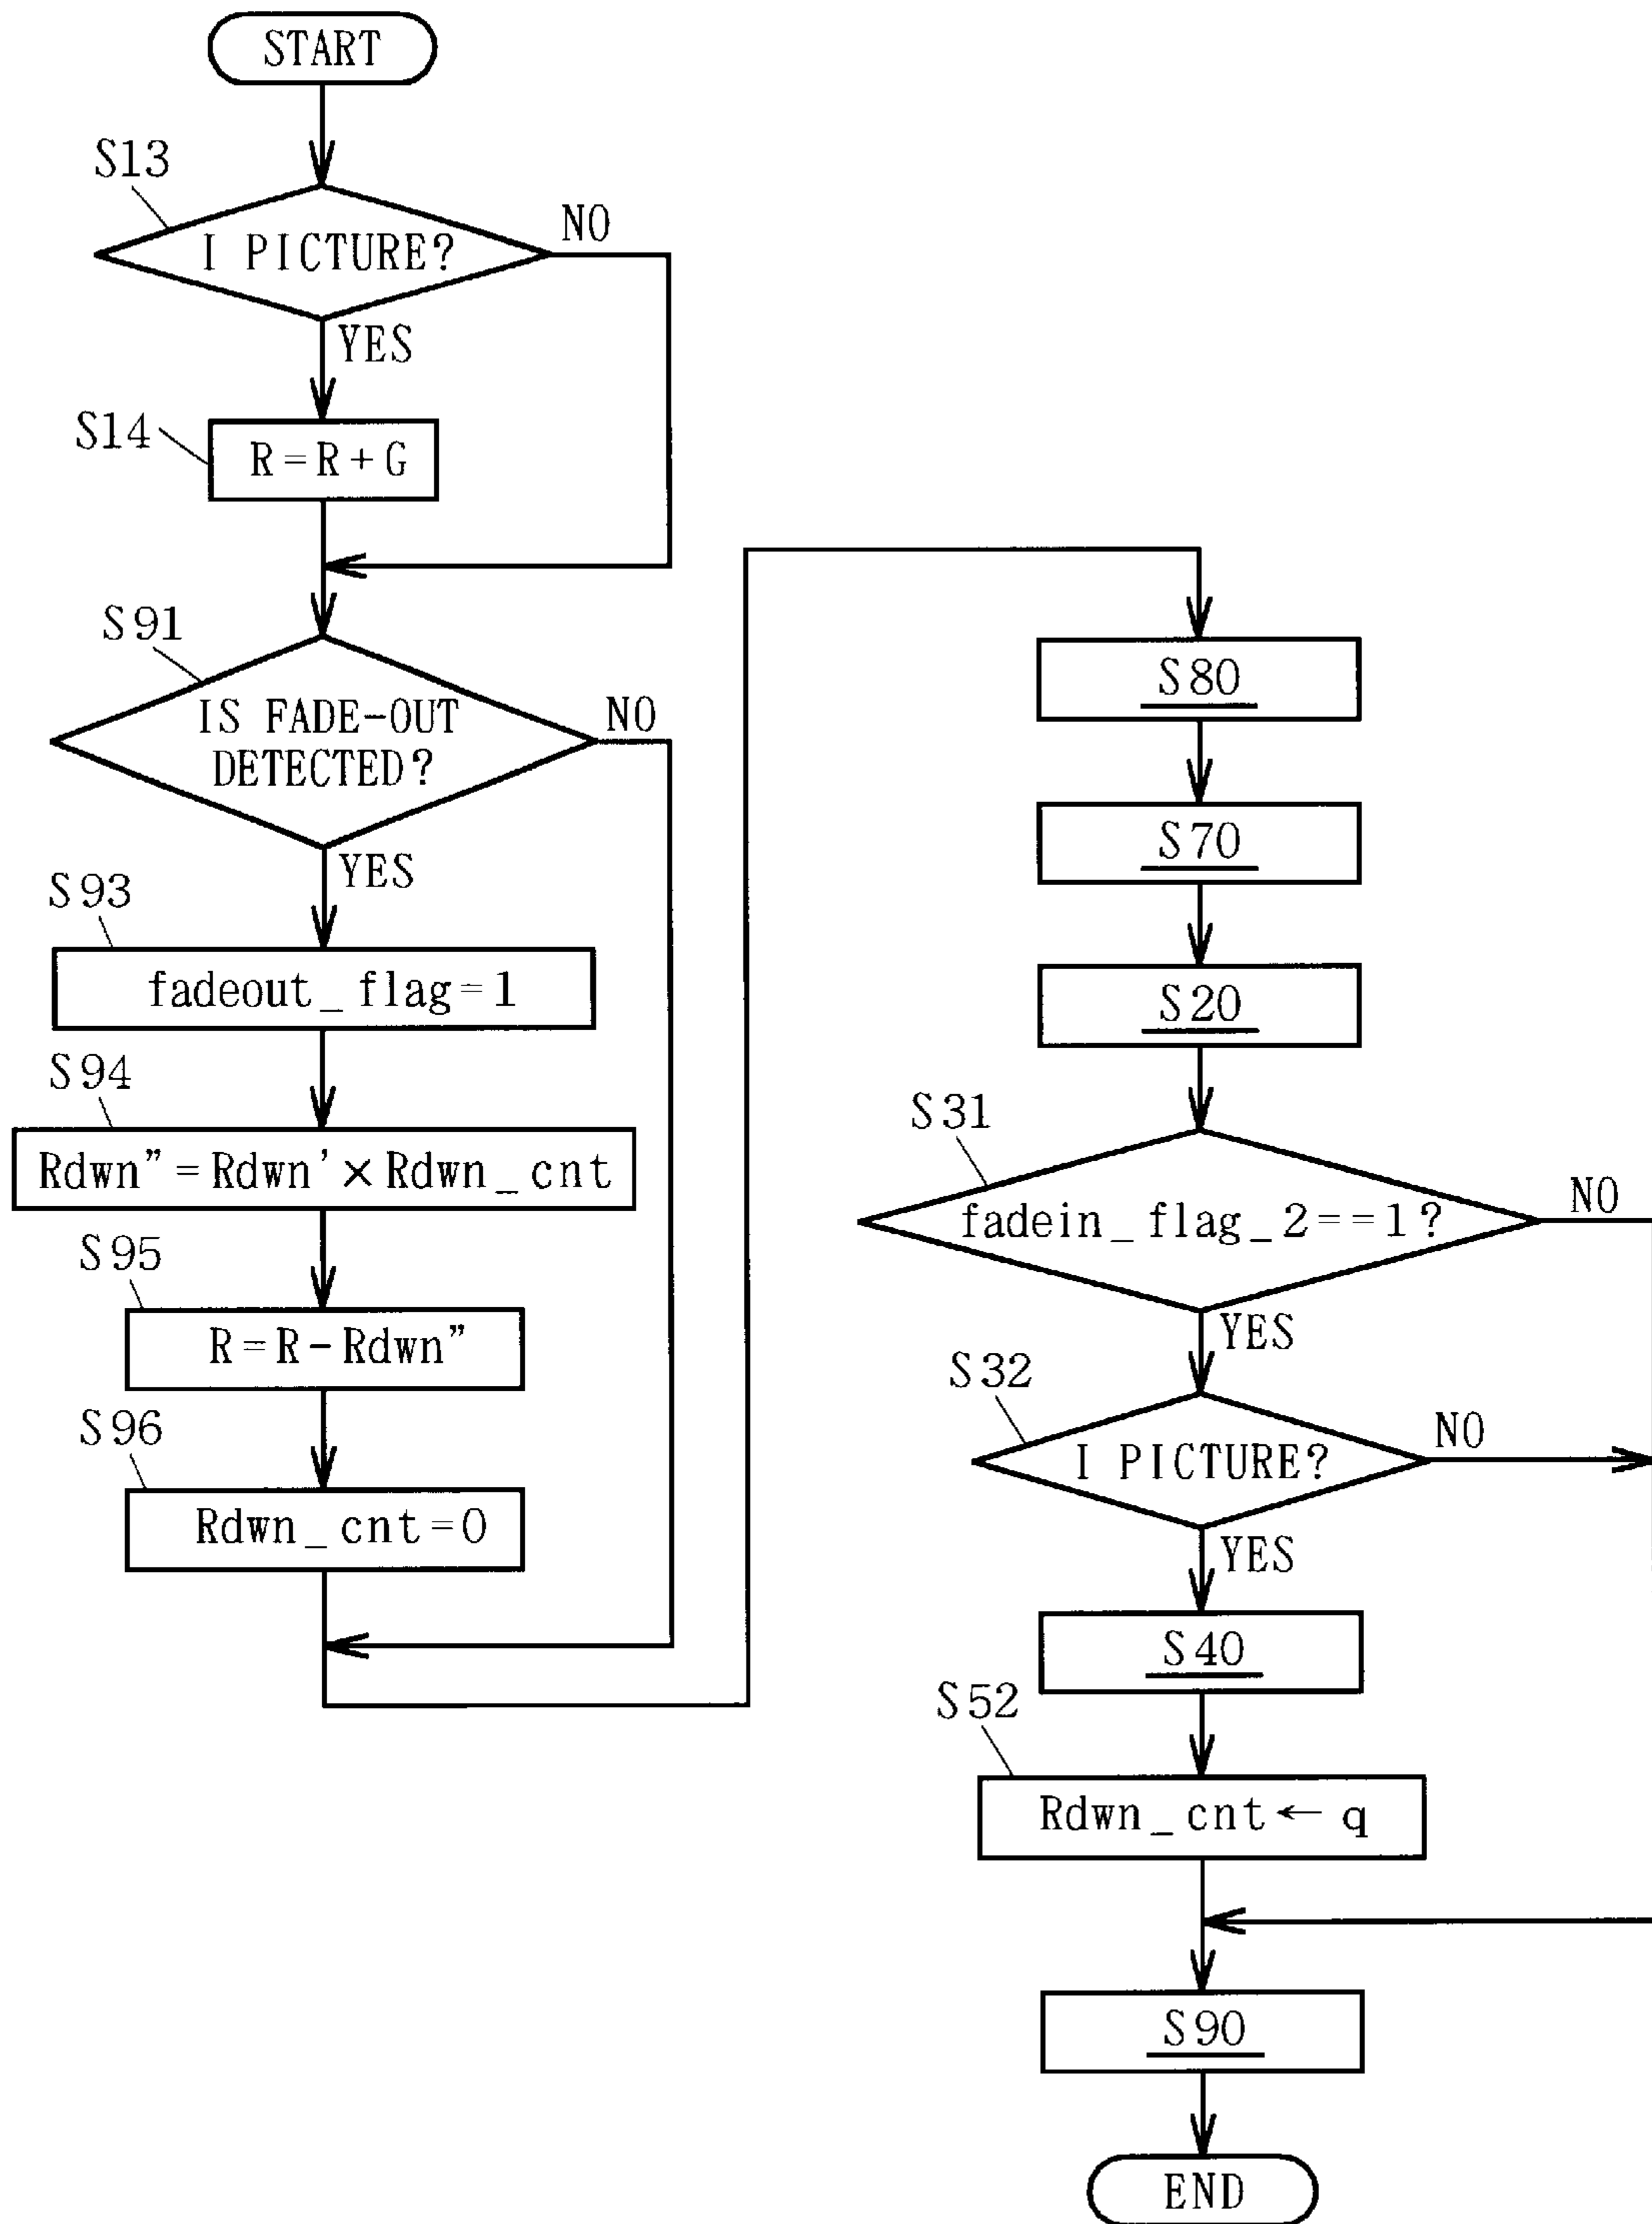 START
S13
I PICTURE?
NO
YES
S14
R=R+G
S91
IS FADE-OUT
DETECTED?
NO
YES
S93
fadeout_flag=1
S94
Rdwn”=Rdwn’×Rdwn_cnt
S95
R=R-Rdwn”
S96
Rdwn_cnt=0
S80
S70
S20
S31
fadein_flag_2==1?
NO
YES
S32
I PICTURE?
NO
YES
S40
S52
Rdwn_cnt←q
S90
END